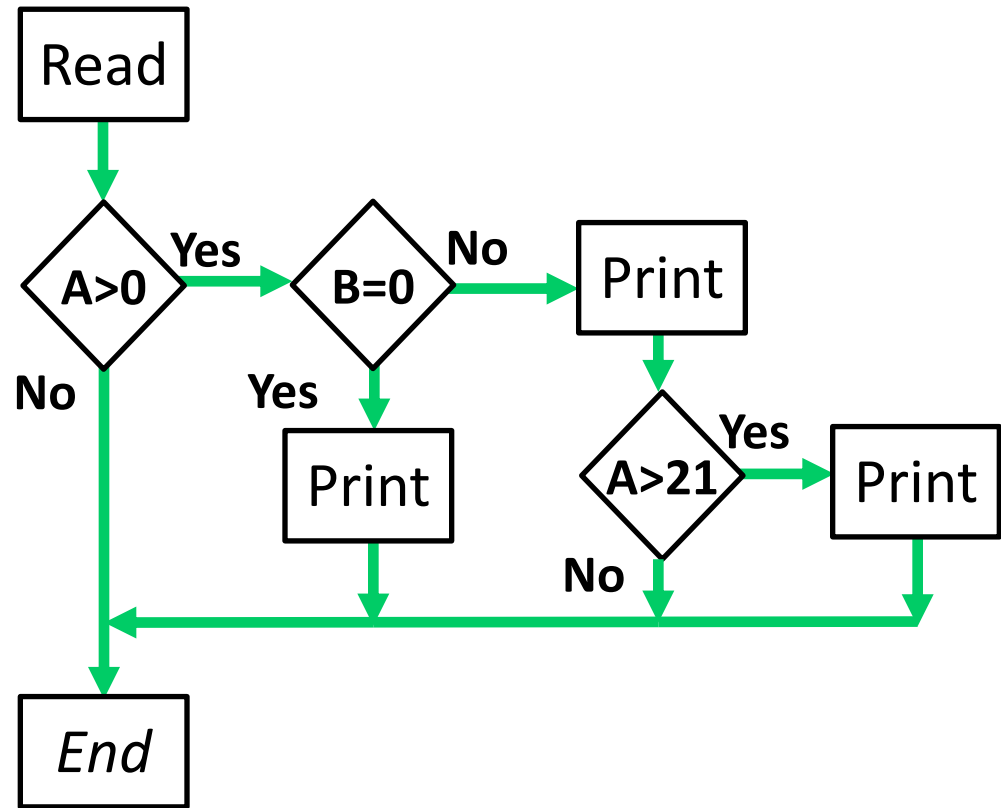 Read
A>0
Yes
B=0
No
Print
No
Yes
Print
A>21
Yes
Print
No
End